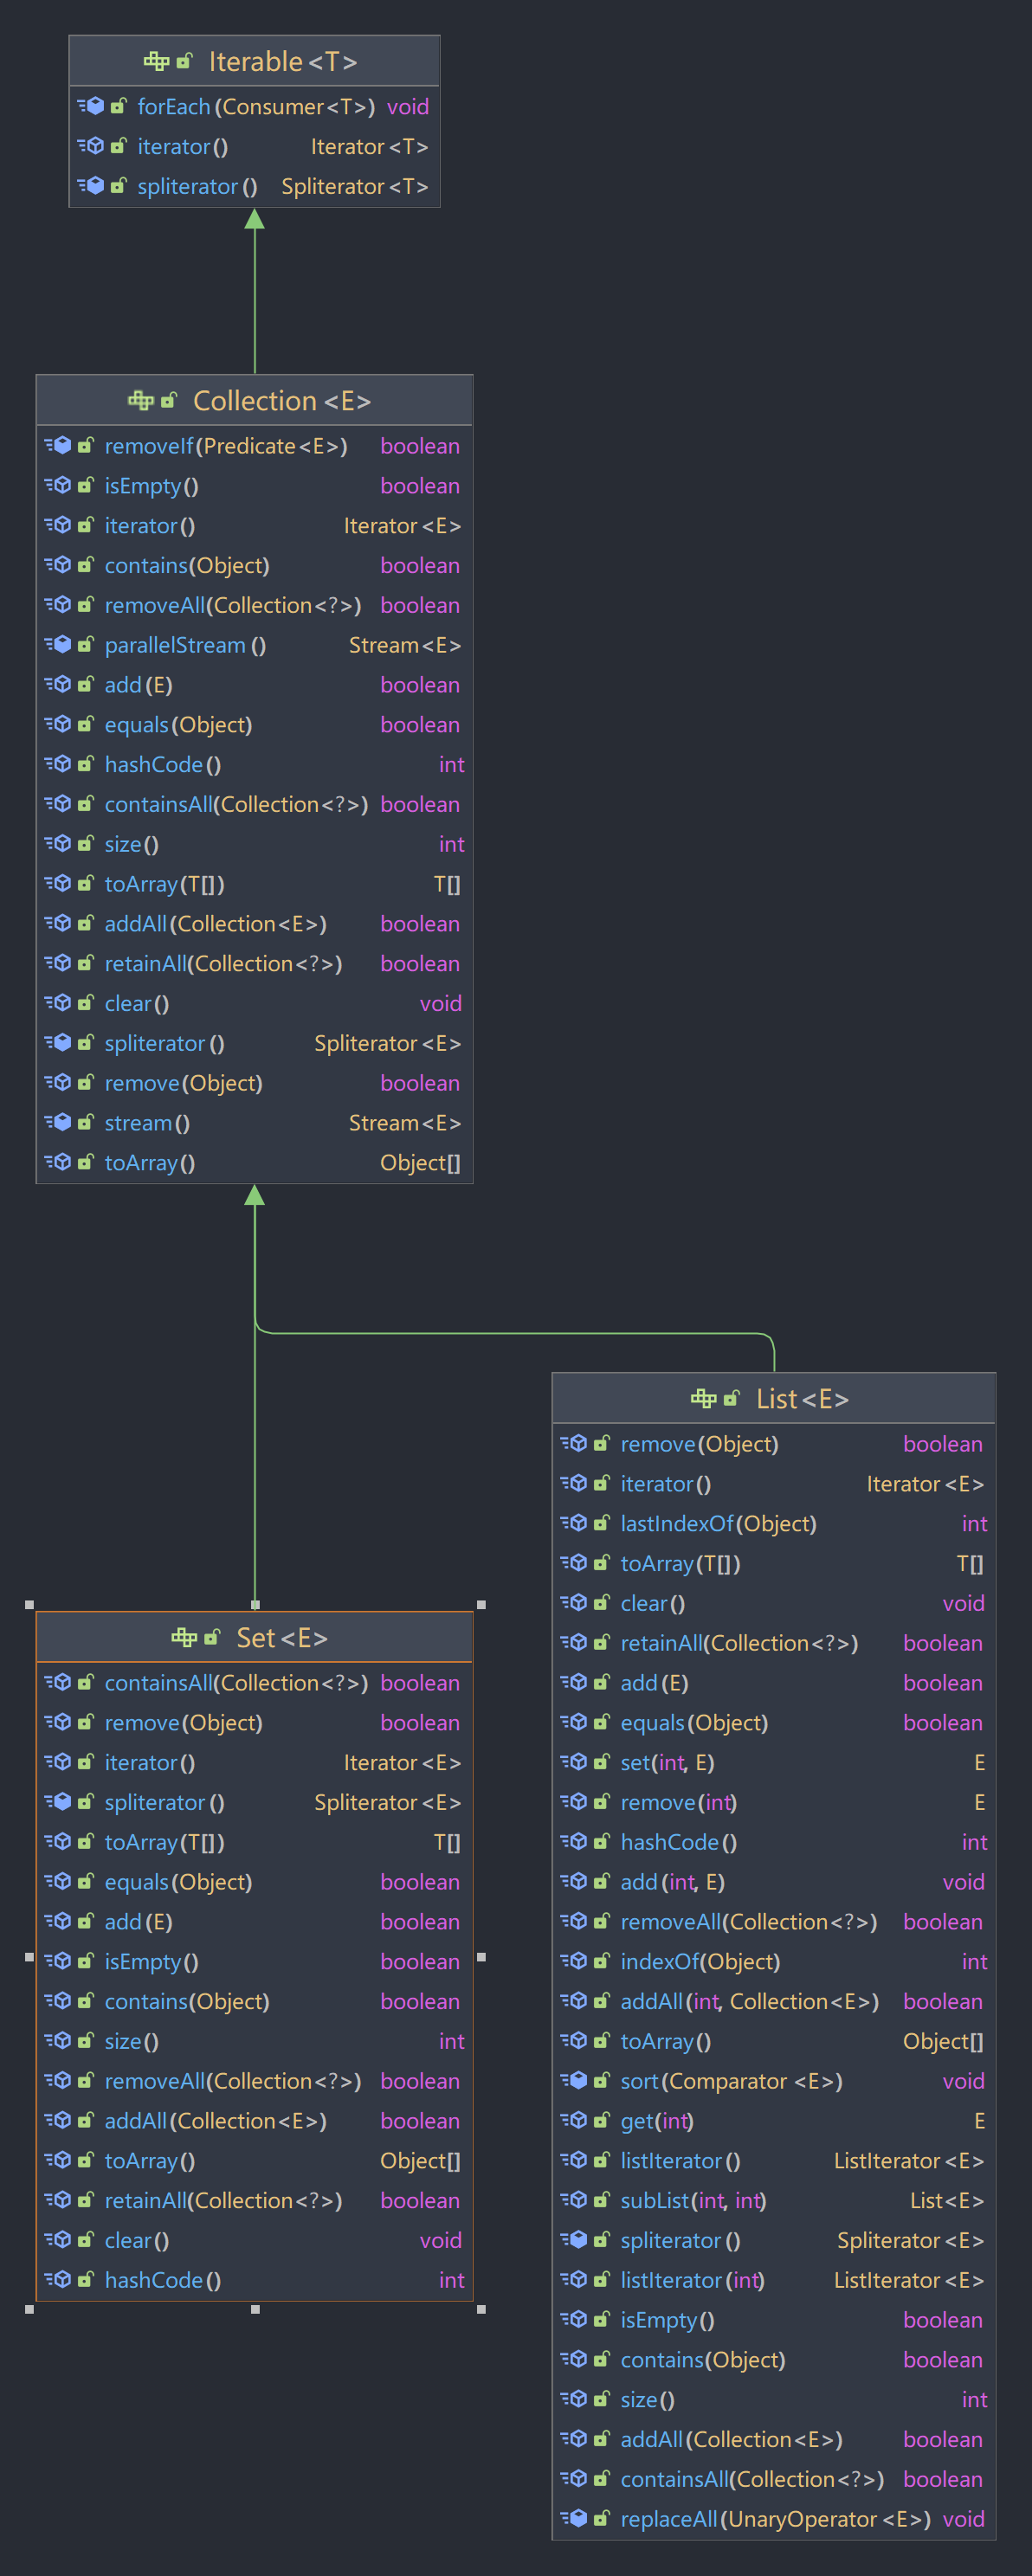 Iterable<T>
forEach(Consumer<T>) void
iterator() Iterator<T>
spliterator() Spliterator<T>
Collection<E>
removeIf(Predicate<E>) boolean
isEmpty() boolean
iterator() Iterator<E>
contains(Object) boolean
removeAll(Collection<?>) boolean
parallelStream() Stream<E>
add(E) boolean
equals(Object) boolean
hashCode() int
containsAll(Collection<?>) boolean
size() int
toArray(T[]) T[]
addAll(Collection<E>) boolean
retainAll(Collection<?>) boolean
clear() void
spliterator() Spliterator<E>
remove(Object) boolean
stream() Stream<E>
toArray() Object[]
Set<E>
containsAll(Collection<?>) boolean
remove(Object) boolean
iterator() Iterator<E>
spliterator() Spliterator<E>
toArray(T[]) T[]
equals(Object) boolean
add(E) boolean
isEmpty() boolean
contains(Object) boolean
size() int
removeAll(Collection<?>) boolean
addAll(Collection<E>) boolean
toArray() Object[]
retainAll(Collection<?>) boolean
clear() void
hashCode() int
List<E>
remove(Object) boolean
iterator() Iterator<E>
lastIndexOf(Object) int
toArray(T[]) T[]
clear() void
retainAll(Collection<?>) boolean
add(E) boolean
equals(Object) boolean
set(int, E) E
remove(int) E
hashCode() int
add(int, E) void
removeAll(Collection<?>) boolean
indexOf(Object) int
addAll(int, Collection<E>) boolean
toArray() Object[]
sort(Comparator<E>) void
get(int) E
listIterator() ListIterator<E>
subList(int, int) List<E>
spliterator() Spliterator<E>
listIterator(int) ListIterator<E>
isEmpty() boolean
contains(Object) boolean
size() int
addAll(Collection<E>) boolean
containsAll(Collection<?>) boolean
replaceAll(UnaryOperator<E>) void